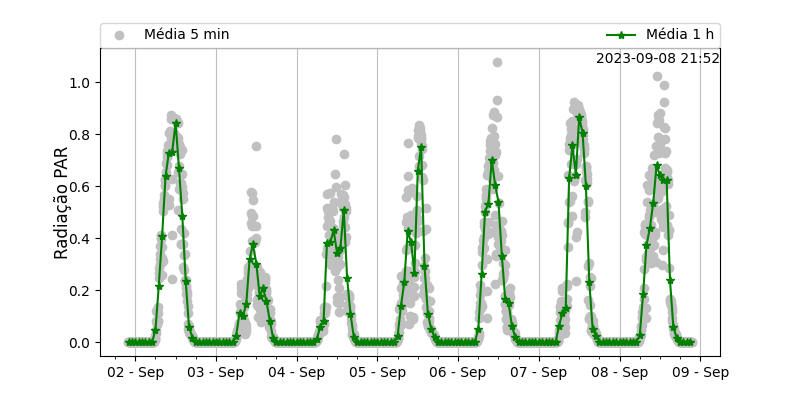 Média 5 min
Média 1 h
2023-09-08 21:52
Radiação PAR
1.0
0.8
0.6
0.4
0.2
0.0
02 - Sep
03 - Sep
04 - Sep
05 - Sep
06 - Sep
07 - Sep
08 - Sep
09 - Sep